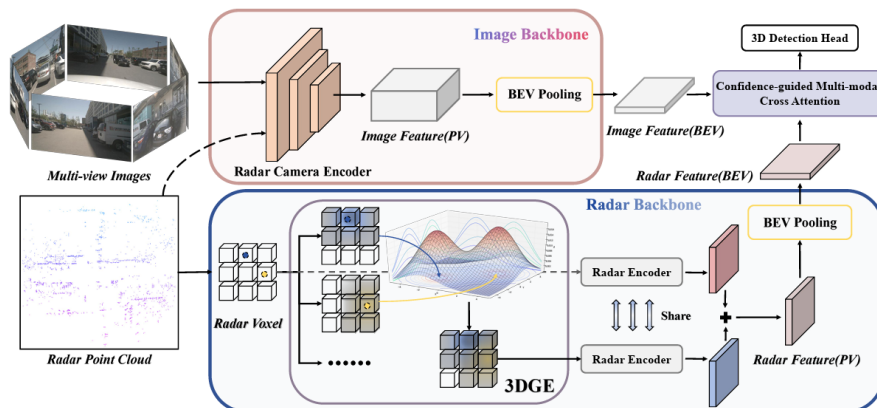 Image Backbone
3D Detection Head
BEV Pooling
Confidence-guided Multi-moda
Cross Attention
Image Feature(PV)
Image Feature(BEV)
Radar Camera Encoder
Multi-view Images
Radar Feature(BEV)
Radar Backbone
BEV Pooling
Radar Encoder
Share
Radar Voxel
Radar Encoder
Radar Feature(PV)
Radar Point Cloud
3DGE